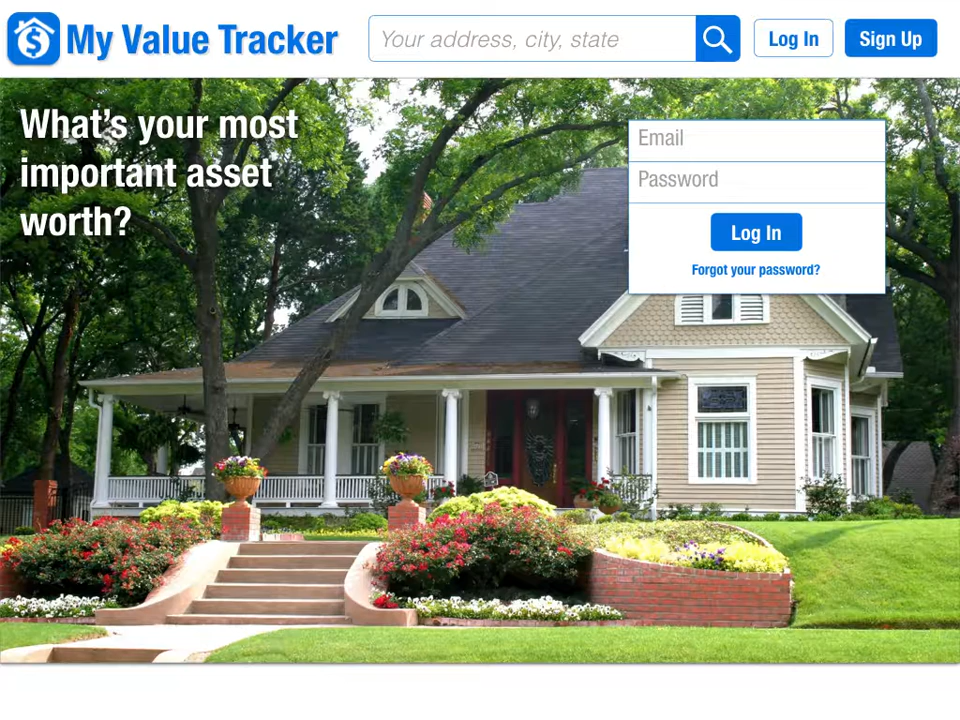 My Value Tracker
Your address, city, state
Log In
Sign Up
What's your most
important asset
worth?
Email
Password
Log In
Forgot your password?